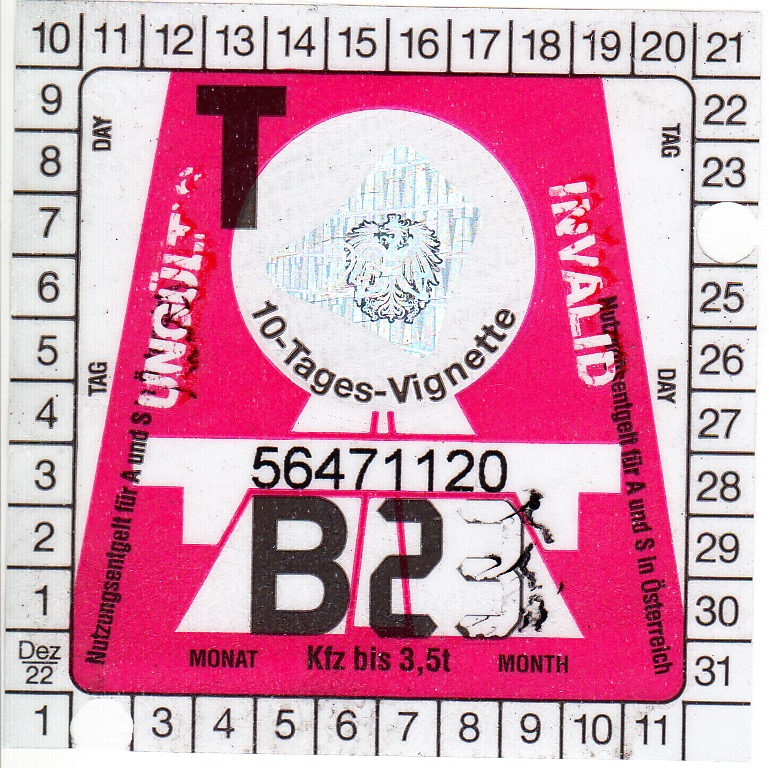 10 11 12 13 14 15 16 17 18 19 20 21
9 22
8 23
7
6 25
5 26
4 27
3 28
2 29
1 30
Dez 22 31
1 3 4 5 6 7 8 9 10 11
DAY
TAG
T
UNGÜLT
INVALID
10-Tages-Vignette
TAG
DAY
56471120
B23
Nutzungsentgelt für A und S
Nutzungsentgelt für A und S in Österreich
MONAT Kfz bis 3,5t MONTH